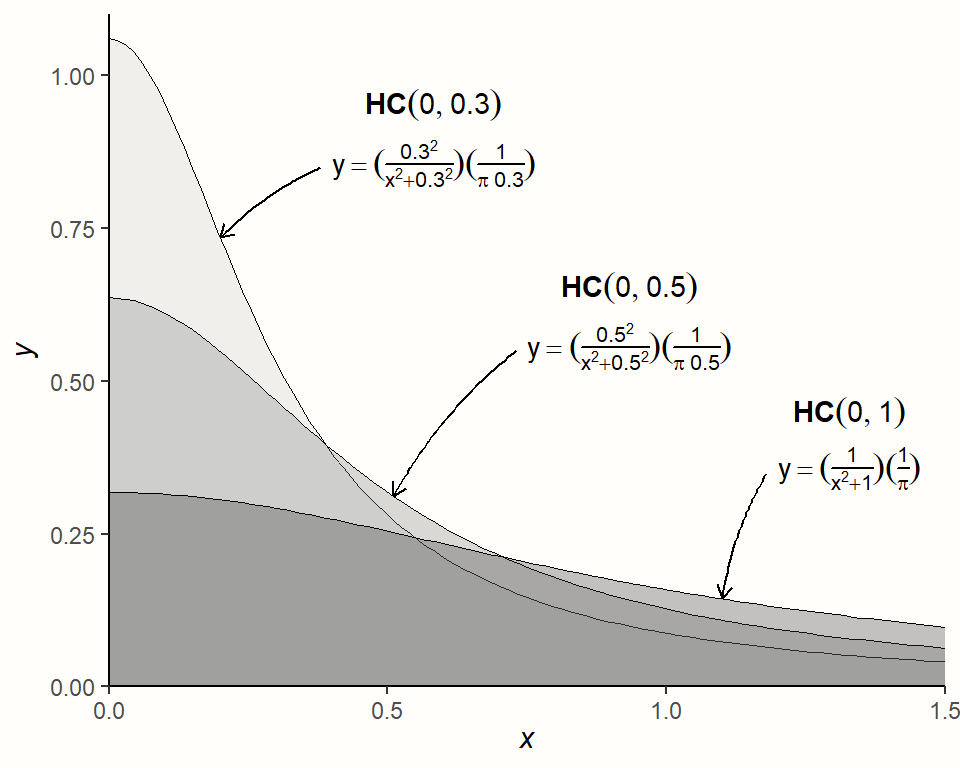 1.00
0.75
0.50
0.25
0.00
y
HC(0, 0.3)
y = (0.3²/x²+0.3²)(1/π 0.3)
HC(0, 0.5)
y = (0.5²/x²+0.5²)(1/π 0.5)
HC(0, 1)
y = (1/x²+1)(1/π)
0.0 0.5 1.0 1.5
x